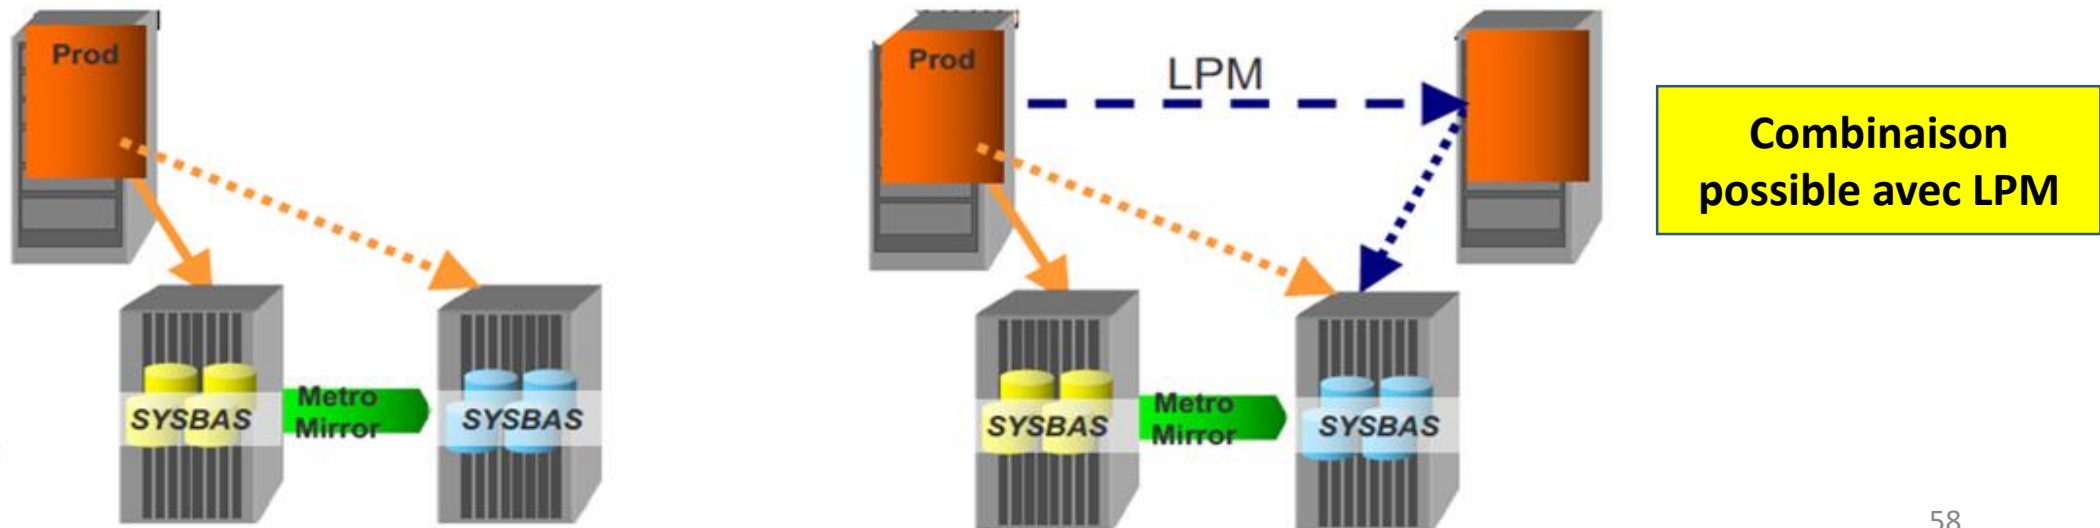 Prod
SYSBAS
Metro
Mirror
SYSBAS
Prod
LPM
SYSBAS
Metro
Mirror
SYSBAS
Combinaison
possible avec LPM
58